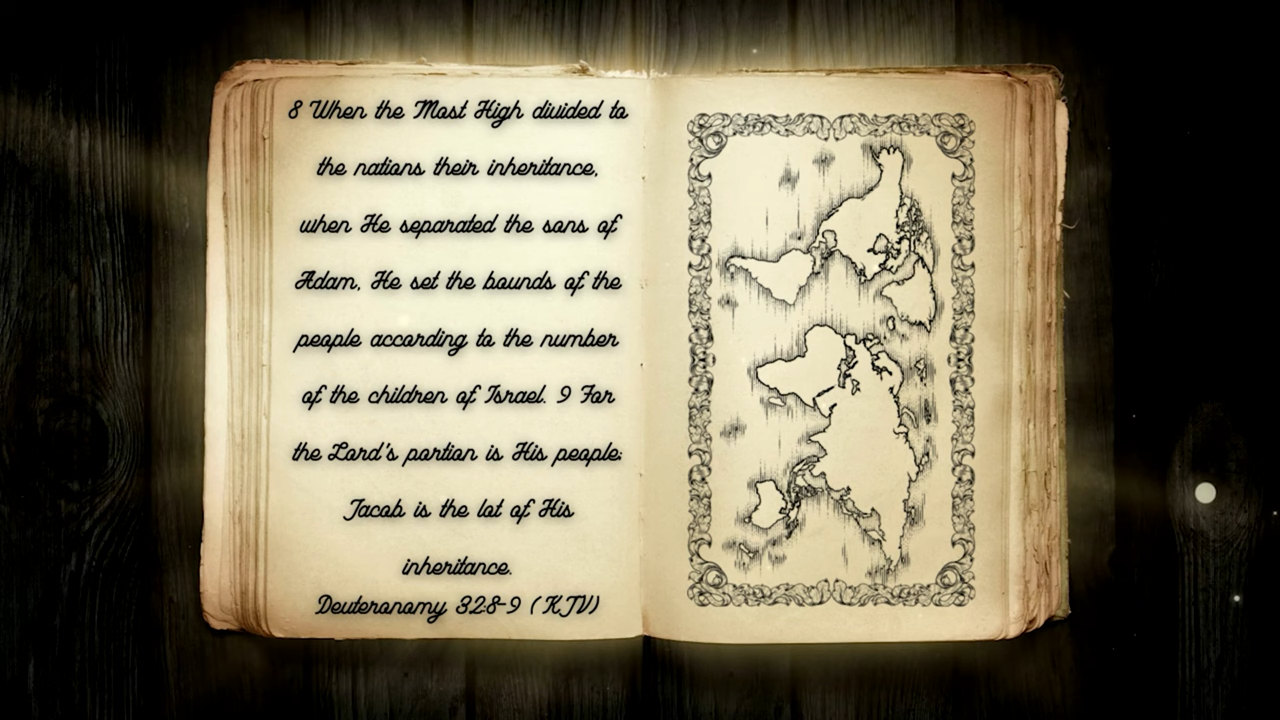 8 When the Most High divided to
the nations their inheritance,
when He separated the sons of
Adam, He set the bounds of the
people according to the number
of the children of Israel. 9 For
the Lord's portion is His people;
Jacob is the lot of His
inheritance.
Deuteronomy 32:8-9 (KJV)